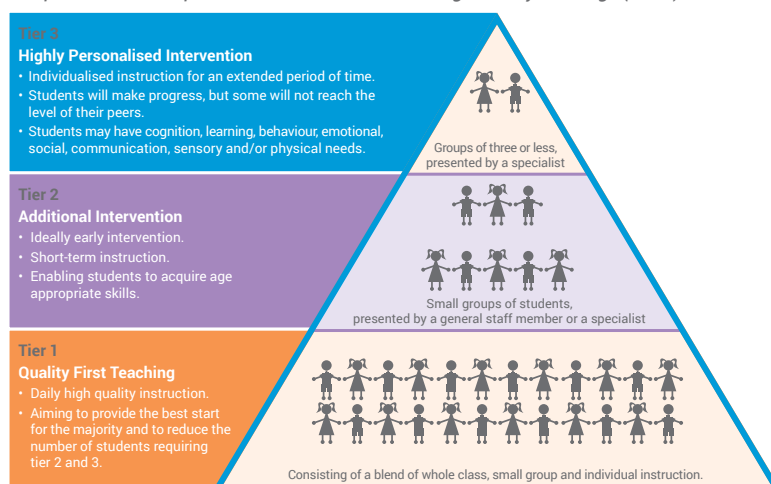 Tier 3
Highly Personalised Intervention
• Individualised instruction for an extended period of time.
• Students will make progress, but some will not reach the
level of their peers.
• Students may have cognition, learning, behaviour, emotional,
social, communication, sensory and/or physical needs.
Groups of three or less,
presented by a specialist
Tier 2
Additional Intervention
• Ideally early intervention.
• Short-term instruction.
• Enabling students to acquire age
appropriate skills.
Small groups of students,
presented by a general staff member or a specialist
Tier 1
Quality First Teaching
• Daily high quality instruction.
• Aiming to provide the best start
for the majority and to reduce the
number of students requiring
tier 2 and 3.
Consisting of a blend of whole class, small group and individual instruction.